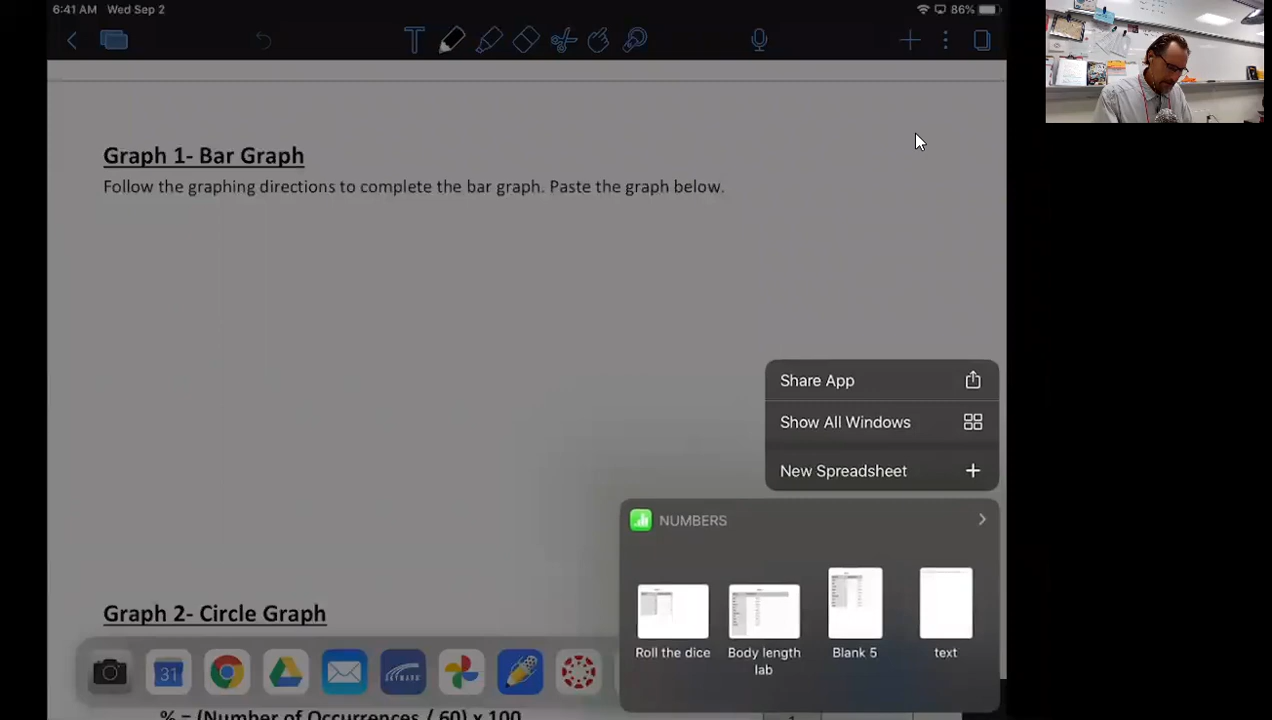 6:41 AM Wed Sep 2
86%
T
Graph 1- Bar Graph
Follow the graphing directions to complete the bar graph. Paste the graph below.
Share App
Show All Windows
New Spreadsheet
NUMBERS
Roll the dice
Body length
lab
Blank 5
text
Graph 2- Circle Graph
31
% = (Number of Occurrences / 60) x 100
1